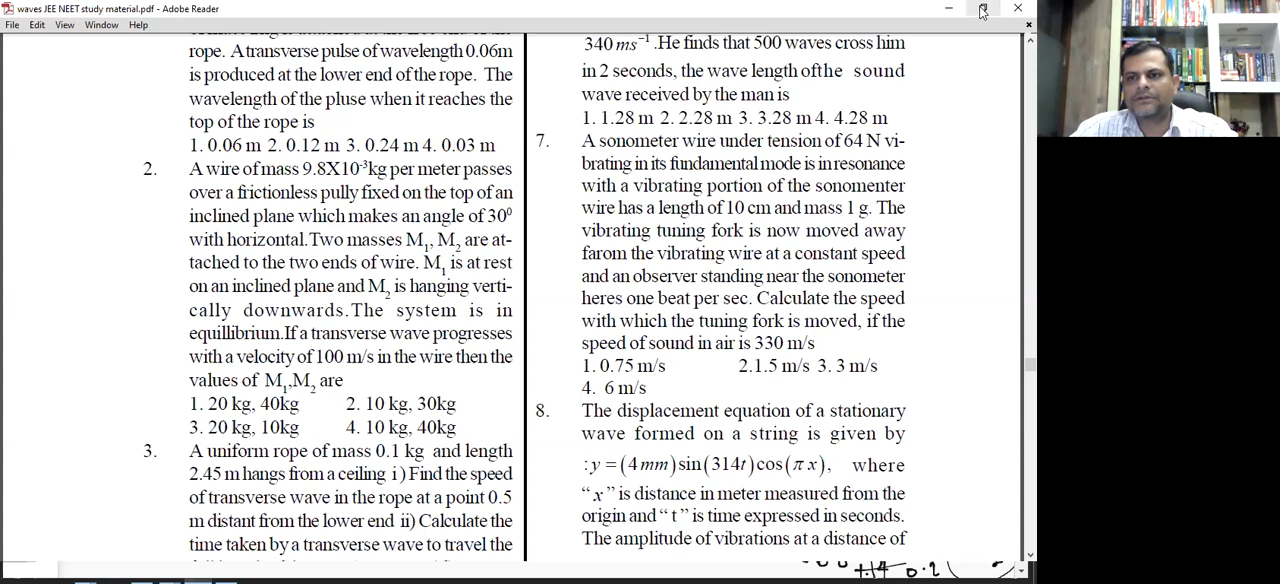 waves JEE NEET study material.pdf - Adobe Reader
File Edit View Window Help
rope. A transverse pulse of wavelength 0.06m
is produced at the lower end of the rope. The
wavelength of the pluse when it reaches the
top of the rope is
1. 0.06 m 2. 0.12 m 3. 0.24 m 4. 0.03 m
2. A wire of mass 9.8X10⁻³kg per meter passes
over a frictionless pully fixed on the top of an
inclined plane which makes an angle of 30⁰
with horizontal.Two masses M₁, M₂ are at-
tached to the two ends of wire. M₁ is at rest
on an inclined plane and M₂ is hanging verti-
cally downwards.The system is in
equillibrium.If a transverse wave progresses
with a velocity of 100 m/s in the wire then the
values of M₁,M₂ are
1. 20 kg, 40kg 2. 10 kg, 30kg
3. 20 kg, 10kg 4. 10 kg, 40kg
3. A uniform rope of mass 0.1 kg and length
2.45 m hangs from a ceiling i ) Find the speed
of transverse wave in the rope at a point 0.5
m distant from the lower end ii) Calculate the
time taken by a transverse wave to travel the
340 ms⁻¹ .He finds that 500 waves cross him
in 2 seconds, the wave length ofthe sound
wave received by the man is
1. 1.28 m 2. 2.28 m 3. 3.28 m 4. 4.28 m
7. A sonometer wire under tension of 64 N vi-
brating in its fundamental mode is in resonance
with a vibrating portion of the sonomenter
wire has a length of 10 cm and mass 1 g. The
vibrating tuning fork is now moved away
farom the vibrating wire at a constant speed
and an observer standing near the sonometer
heres one beat per sec. Calculate the speed
with which the tuning fork is moved, if the
speed of sound in air is 330 m/s
1. 0.75 m/s 2.1.5 m/s 3. 3 m/s
4. 6 m/s
8. The displacement equation of a stationary
wave formed on a string is given by
:y = (4mm)sin(314t)cos(π x), where
“x” is distance in meter measured from the
origin and “t” is time expressed in seconds.
The amplitude of vibrations at a distance of